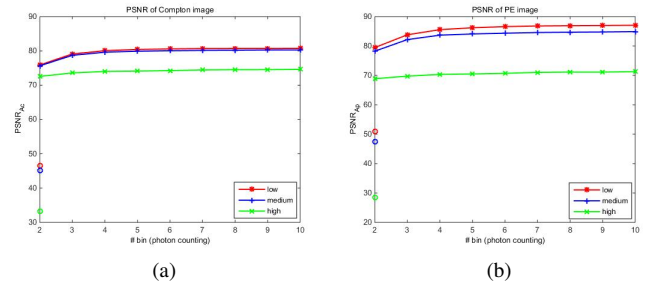 PSNR of Compton image
90
80
70
60
50
40
30
PSNR_Ac
2 3 4 5 6 7 8 9 10
# bin (photon counting)
low
medium
high
(a)
PSNR of PE image
90
80
70
60
50
40
30
20
PSNR_Ap
2 3 4 5 6 7 8 9 10
# bin (photon counting)
low
medium
high
(b)